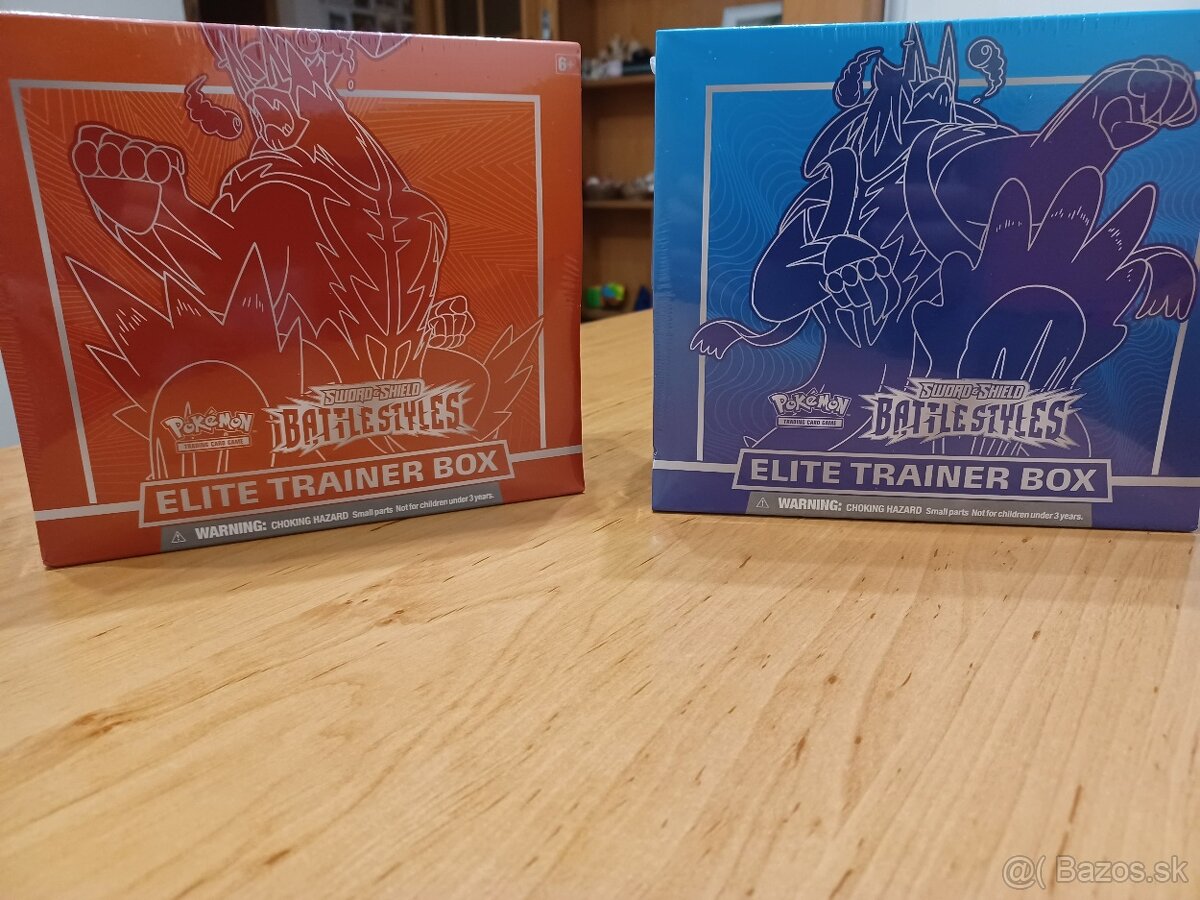 6+
SWORD & SHIELD
Pokémon
TRADING CARD GAME
BATTLE STYLES
ELITE TRAINER BOX
WARNING: CHOKING HAZARD Small parts Not for children under 3 years.
SWORD & SHIELD
Pokémon
TRADING CARD GAME
BATTLE STYLES
ELITE TRAINER BOX
WARNING: CHOKING HAZARD Small parts Not for children under 3 years.
@( Bazos.sk